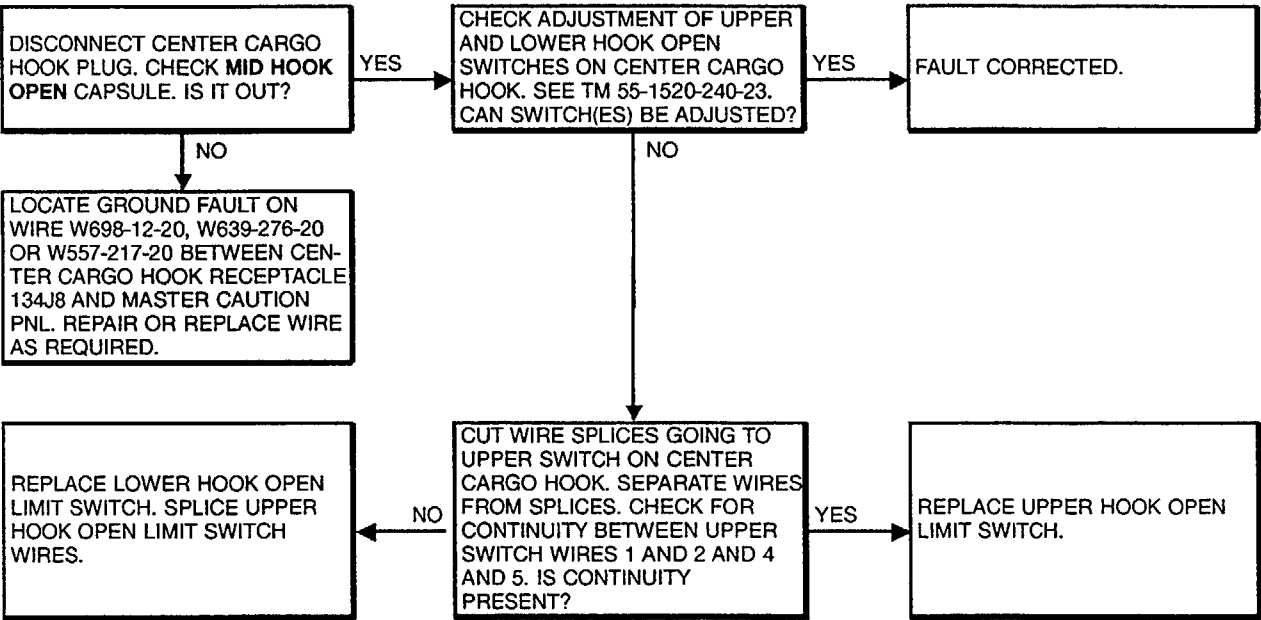 DISCONNECT CENTER CARGO
HOOK PLUG. CHECK MID HOOK
OPEN CAPSULE. IS IT OUT?
YES
CHECK ADJUSTMENT OF UPPER
AND LOWER HOOK OPEN
SWITCHES ON CENTER CARGO
HOOK. SEE TM 55-1520-240-23.
CAN SWITCH(ES) BE ADJUSTED?
YES
FAULT CORRECTED.
NO
NO
LOCATE GROUND FAULT ON
WIRE W698-12-20, W639-276-20
OR W557-217-20 BETWEEN CEN-
TER CARGO HOOK RECEPTACLE
134J8 AND MASTER CAUTION
PNL. REPAIR OR REPLACE WIRE
AS REQUIRED.
REPLACE LOWER HOOK OPEN
LIMIT SWITCH. SPLICE UPPER
HOOK OPEN LIMIT SWITCH
WIRES.
NO
CUT WIRE SPLICES GOING TO
UPPER SWITCH ON CENTER
CARGO HOOK. SEPARATE WIRES
FROM SPLICES. CHECK FOR
CONTINUITY BETWEEN UPPER
SWITCH WIRES 1 AND 2 AND 4
AND 5. IS CONTINUITY
PRESENT?
YES
REPLACE UPPER HOOK OPEN
LIMIT SWITCH.